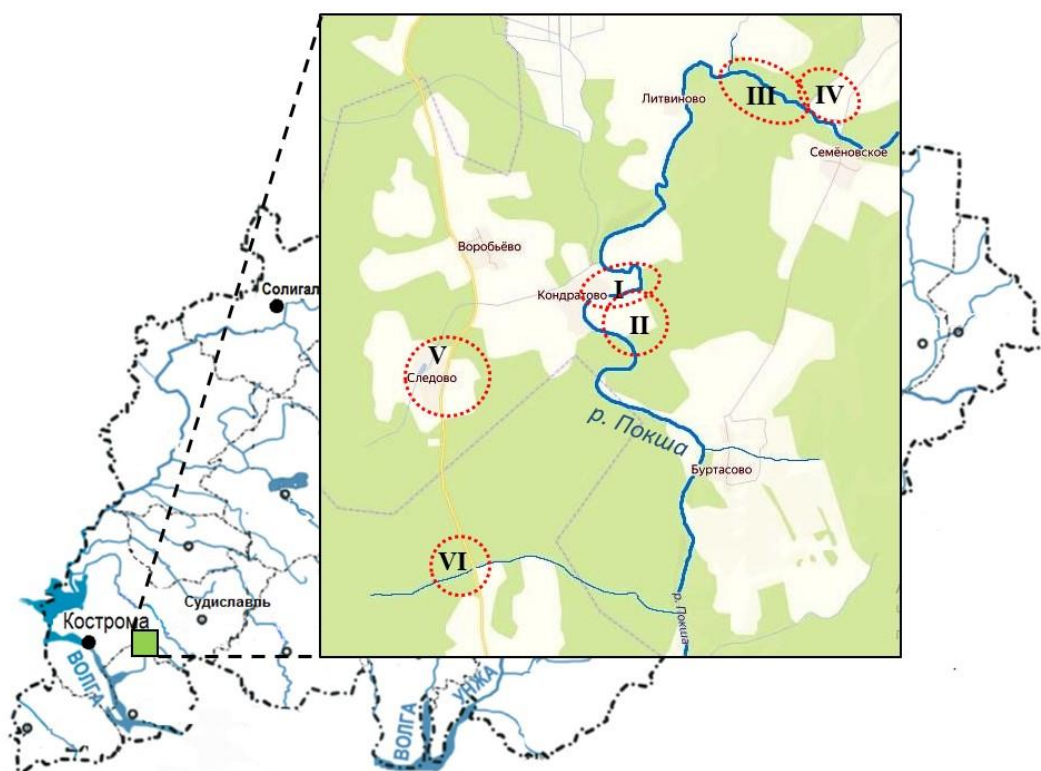 III
IV
Литвиново
Семёновское
Воробьёво
I
Кондратово
II
V
Следово
р. Покша
Буртасово
VI
р. Покша
Солигал
Судиславль
Кострома
ВОЛГА
ВОЛГА
УНЖА